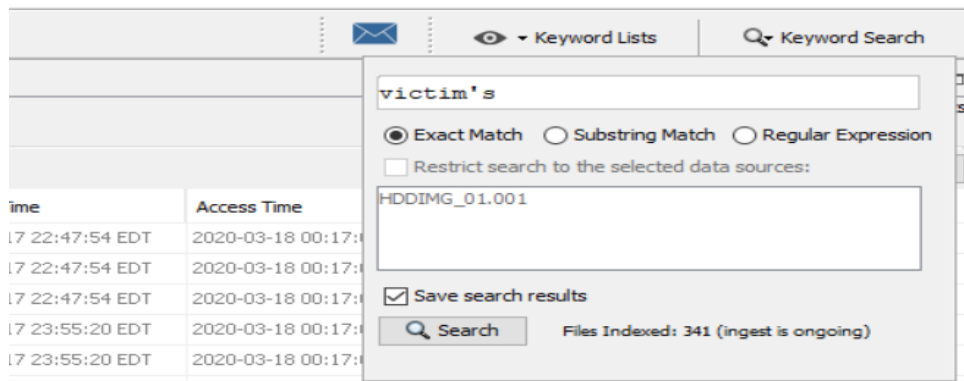 Keyword Lists Keyword Search
victim's
Exact Match Substring Match Regular Expression
Restrict search to the selected data sources:
HDDIMG_01.001
Save search results
Search Files Indexed: 341 (ingest is ongoing)
Time Access Time
17 22:47:54 EDT 2020-03-18 00:17:
17 22:47:54 EDT 2020-03-18 00:17:
17 22:47:54 EDT 2020-03-18 00:17:
17 23:55:20 EDT 2020-03-18 00:17:
17 23:55:20 EDT 2020-03-18 00:17: